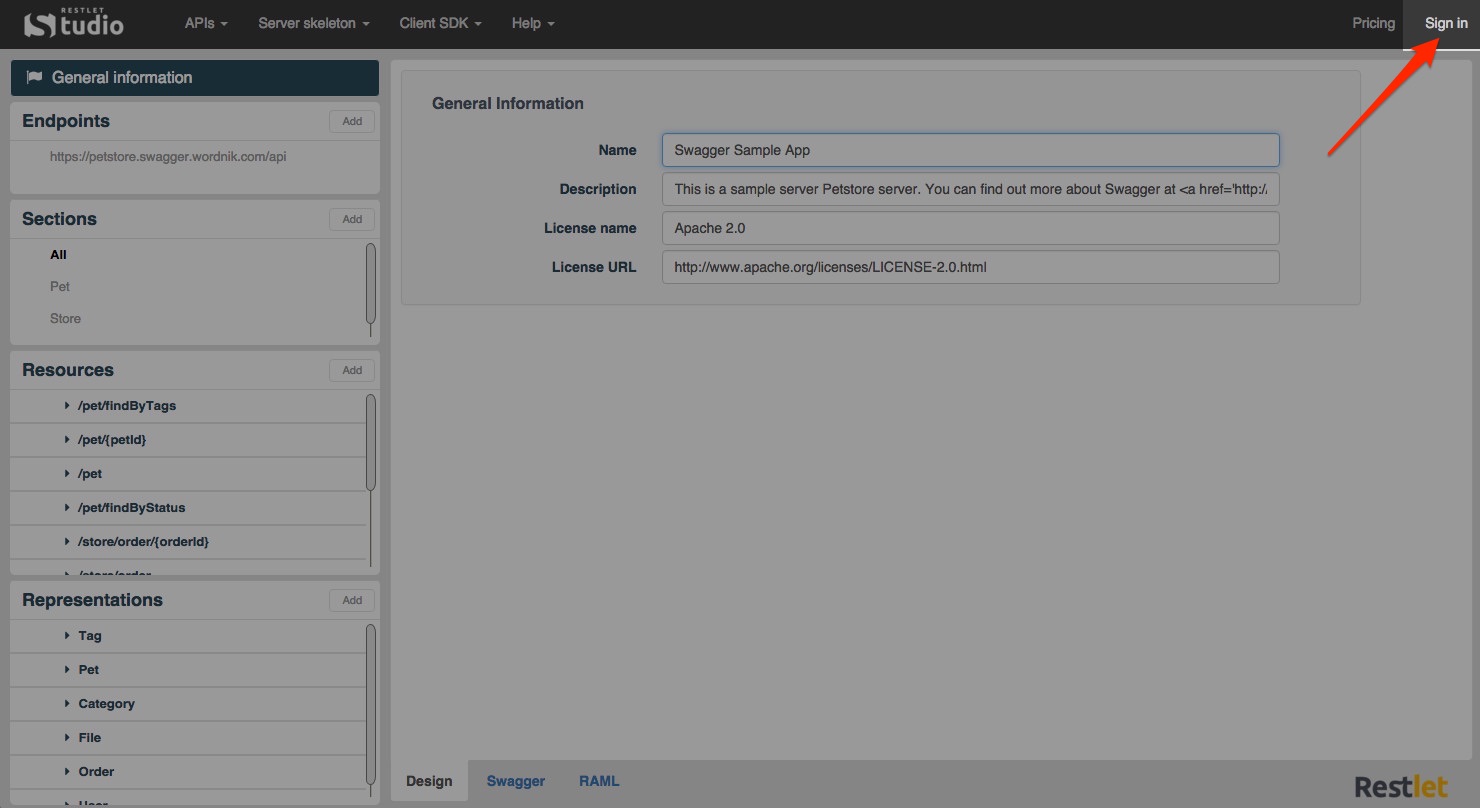 RESTLET
Studio
APIs
Server skeleton
Client SDK
Help
Pricing
Sign in
General information
Endpoints
Add
https://petstore.swagger.wordnik.com/api
Sections
Add
All
Pet
Store
Resources
Add
/pet/findByTags
/pet/{petId}
/pet
/pet/findByStatus
/store/order/{orderId}
/store/order
Representations
Add
Tag
Pet
Category
File
Order
User
General Information
Name
Swagger Sample App
Description
This is a sample server Petstore server. You can find out more about Swagger at <a href='http:/
License name
Apache 2.0
License URL
http://www.apache.org/licenses/LICENSE-2.0.html
Design
Swagger
RAML
Restlet